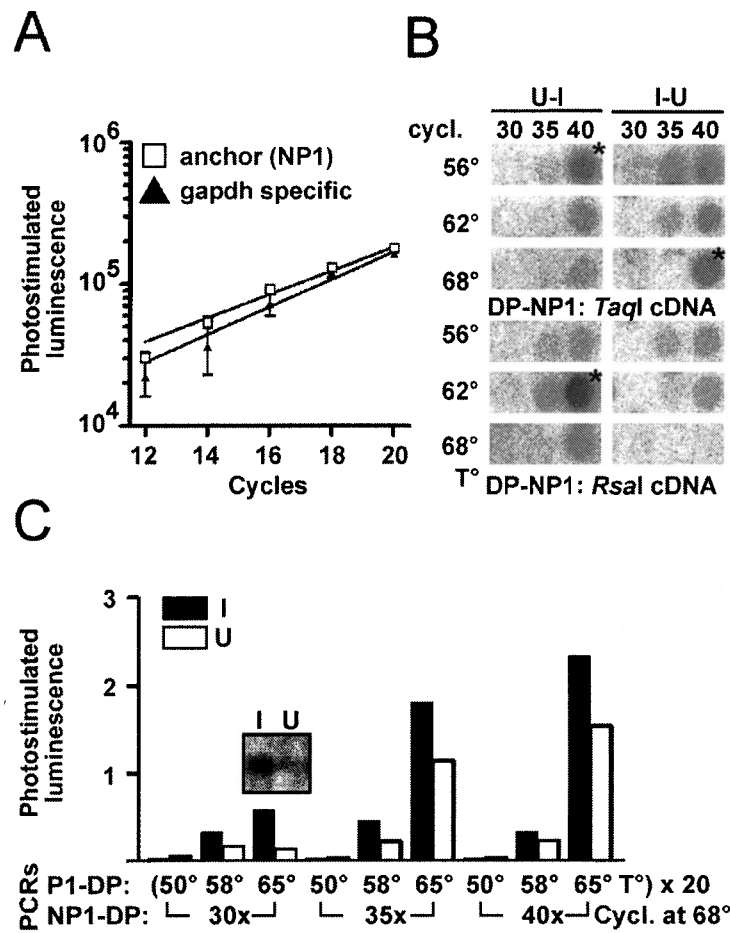 A
10⁶
10⁵
10⁴
Photostimulated
luminescence
anchor (NP1)
gapdh specific
12 14 16 18 20
Cycles
B
U-I I-U
cycl. 30 35 40 30 35 40
56° *
62°
68° *
DP-NP1: TaqI cDNA
56°
62° *
68°
T° DP-NP1: RsaI cDNA
C
3
2
1
Photostimulated
luminescence
I
U
I U
PCRs
P1-DP: (50° 58° 65° 50° 58° 65° 50° 58° 65° T°) x 20
NP1-DP: 30x 35x 40x Cycl. at 68°